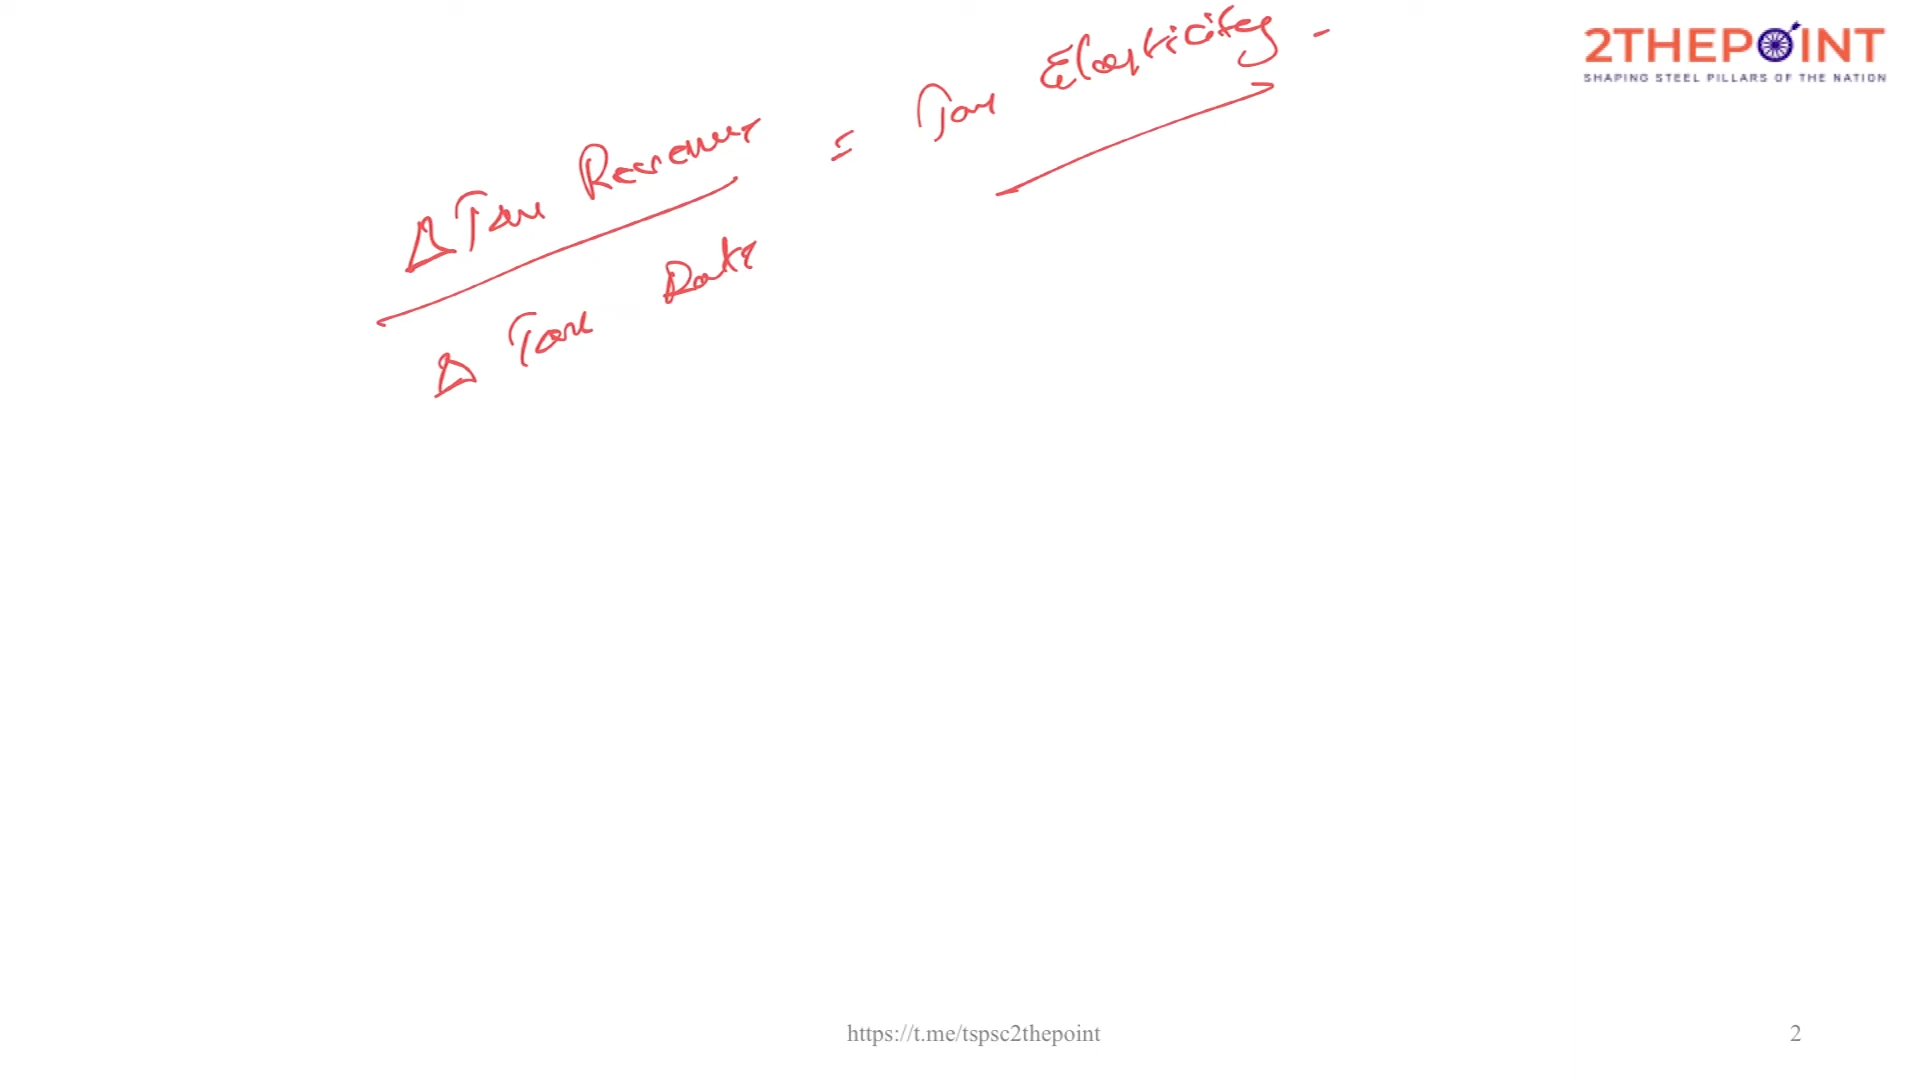 2THEPOINT
SHAPING STEEL PILLARS OF THE NATION
Δ Tax Revenue = Tax Elasticity -
Δ Tax Rate
https://t.me/tspsc2thepoint
2